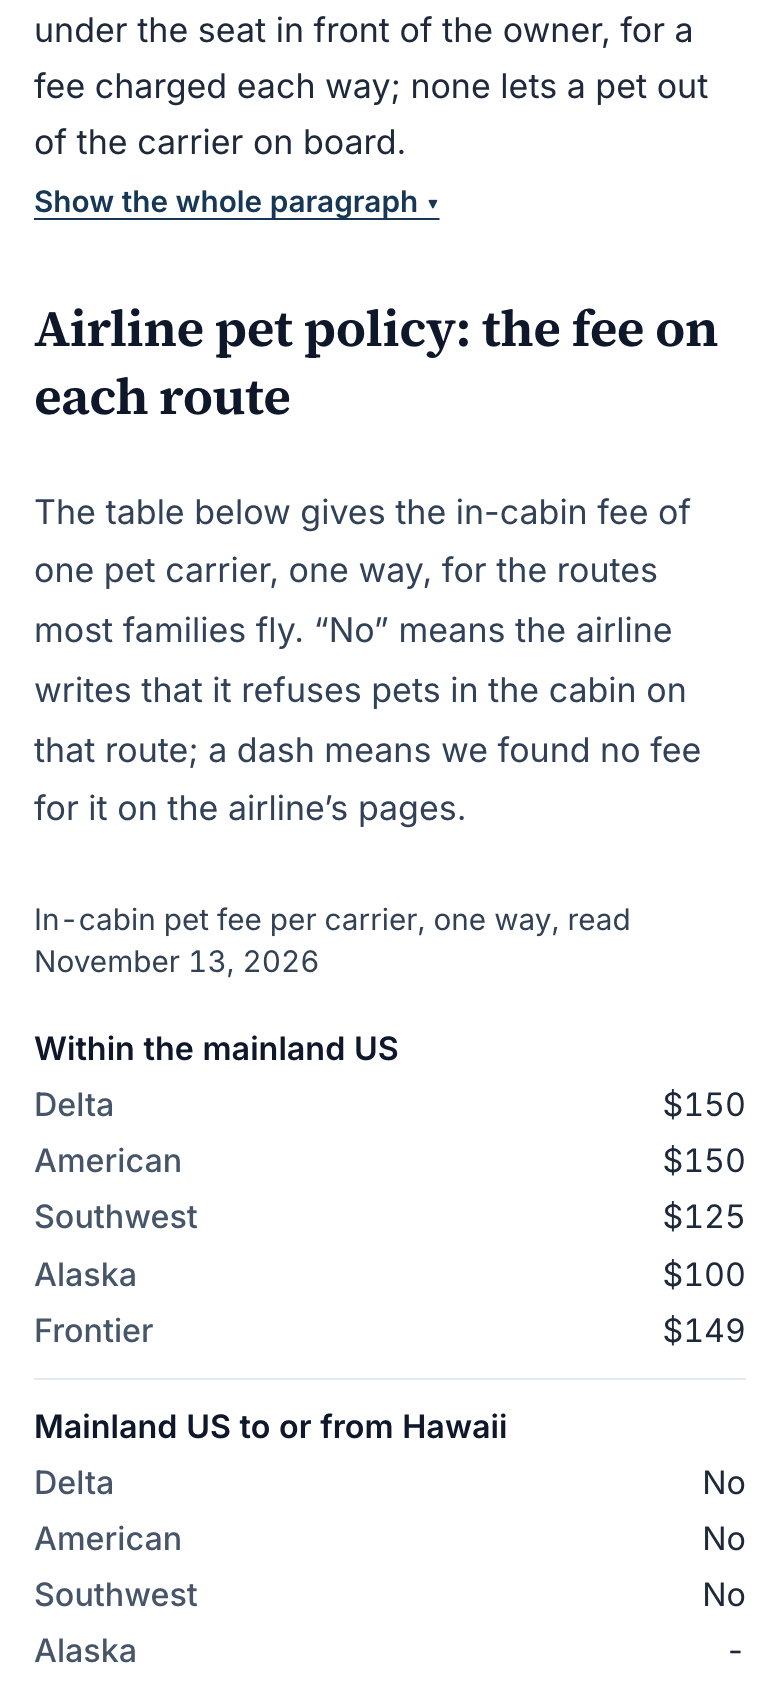 under the seat in front of the owner, for a
fee charged each way; none lets a pet out
of the carrier on board.
Show the whole paragraph ▾
Airline pet policy: the fee on
each route
The table below gives the in-cabin fee of
one pet carrier, one way, for the routes
most families fly. “No” means the airline
writes that it refuses pets in the cabin on
that route; a dash means we found no fee
for it on the airline’s pages.
In-cabin pet fee per carrier, one way, read
November 13, 2026
Within the mainland US
Delta $150
American $150
Southwest $125
Alaska $100
Frontier $149
Mainland US to or from Hawaii
Delta No
American No
Southwest No
Alaska -